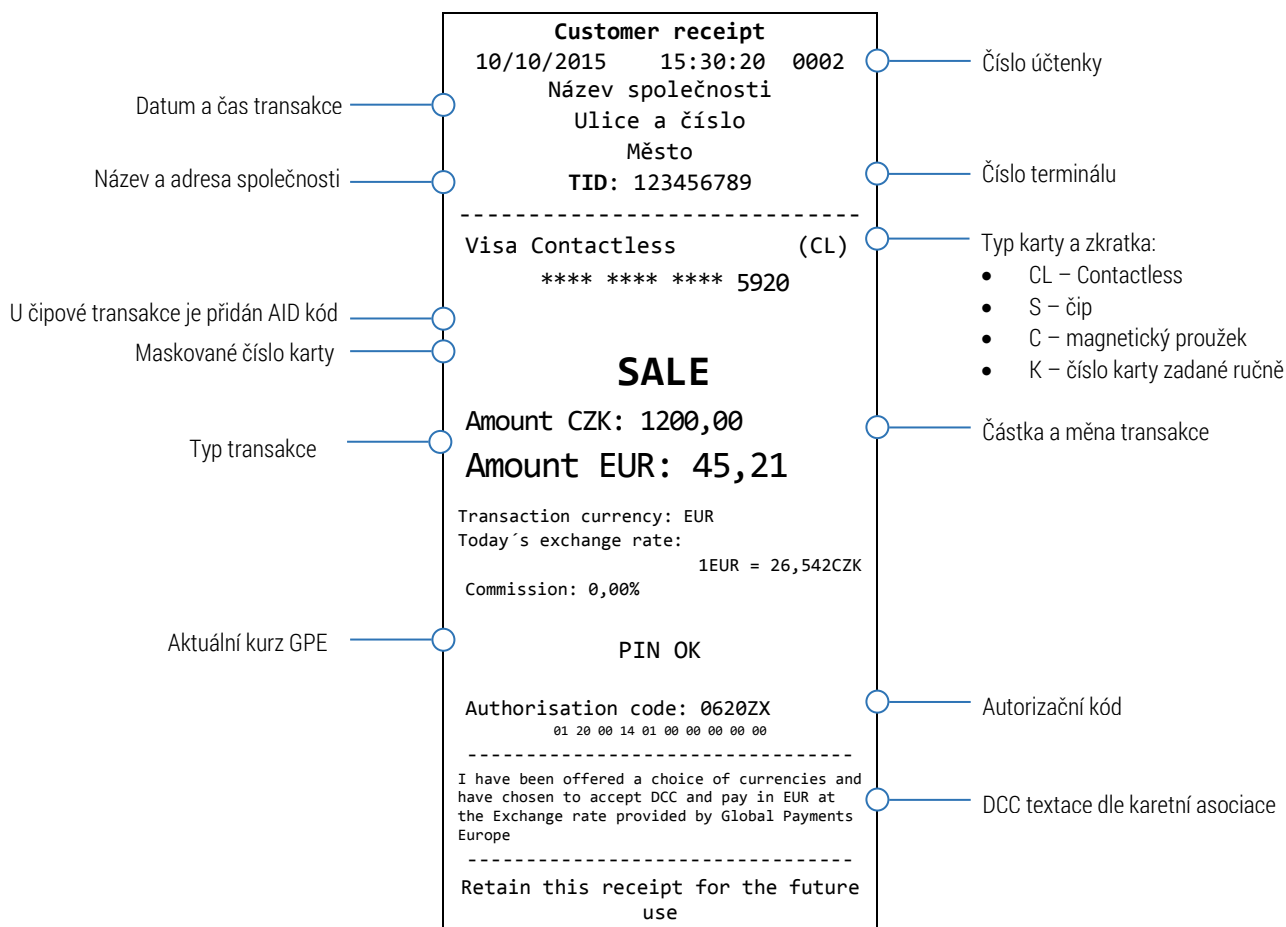 Customer receipt
10/10/2015 15:30:20 0002
Název společnosti
Ulice a číslo
Město
TID: 123456789
-------------------------------
Visa Contactless (CL)
**** **** **** 5920
SALE
Amount CZK: 1200,00
Amount EUR: 45,21
Transaction currency: EUR
Today´s exchange rate:
1EUR = 26,542CZK
Commission: 0,00%
PIN OK
Authorisation code: 0620ZX
01 20 00 14 01 00 00 00 00 00
---------------------------------
I have been offered a choice of currencies and
have chosen to accept DCC and pay in EUR at
the Exchange rate provided by Global Payments
Europe
---------------------------------
Retain this receipt for the future
use
Datum a čas transakce
Název a adresa společnosti
U čipové transakce je přidán AID kód
Maskované číslo karty
Typ transakce
Aktuální kurz GPE
Číslo účtenky
Číslo terminálu
Typ karty a zkratka:
• CL – Contactless
• S – čip
• C – magnetický proužek
• K – číslo karty zadané ručně
Částka a měna transakce
Autorizační kód
DCC textace dle karetní asociace